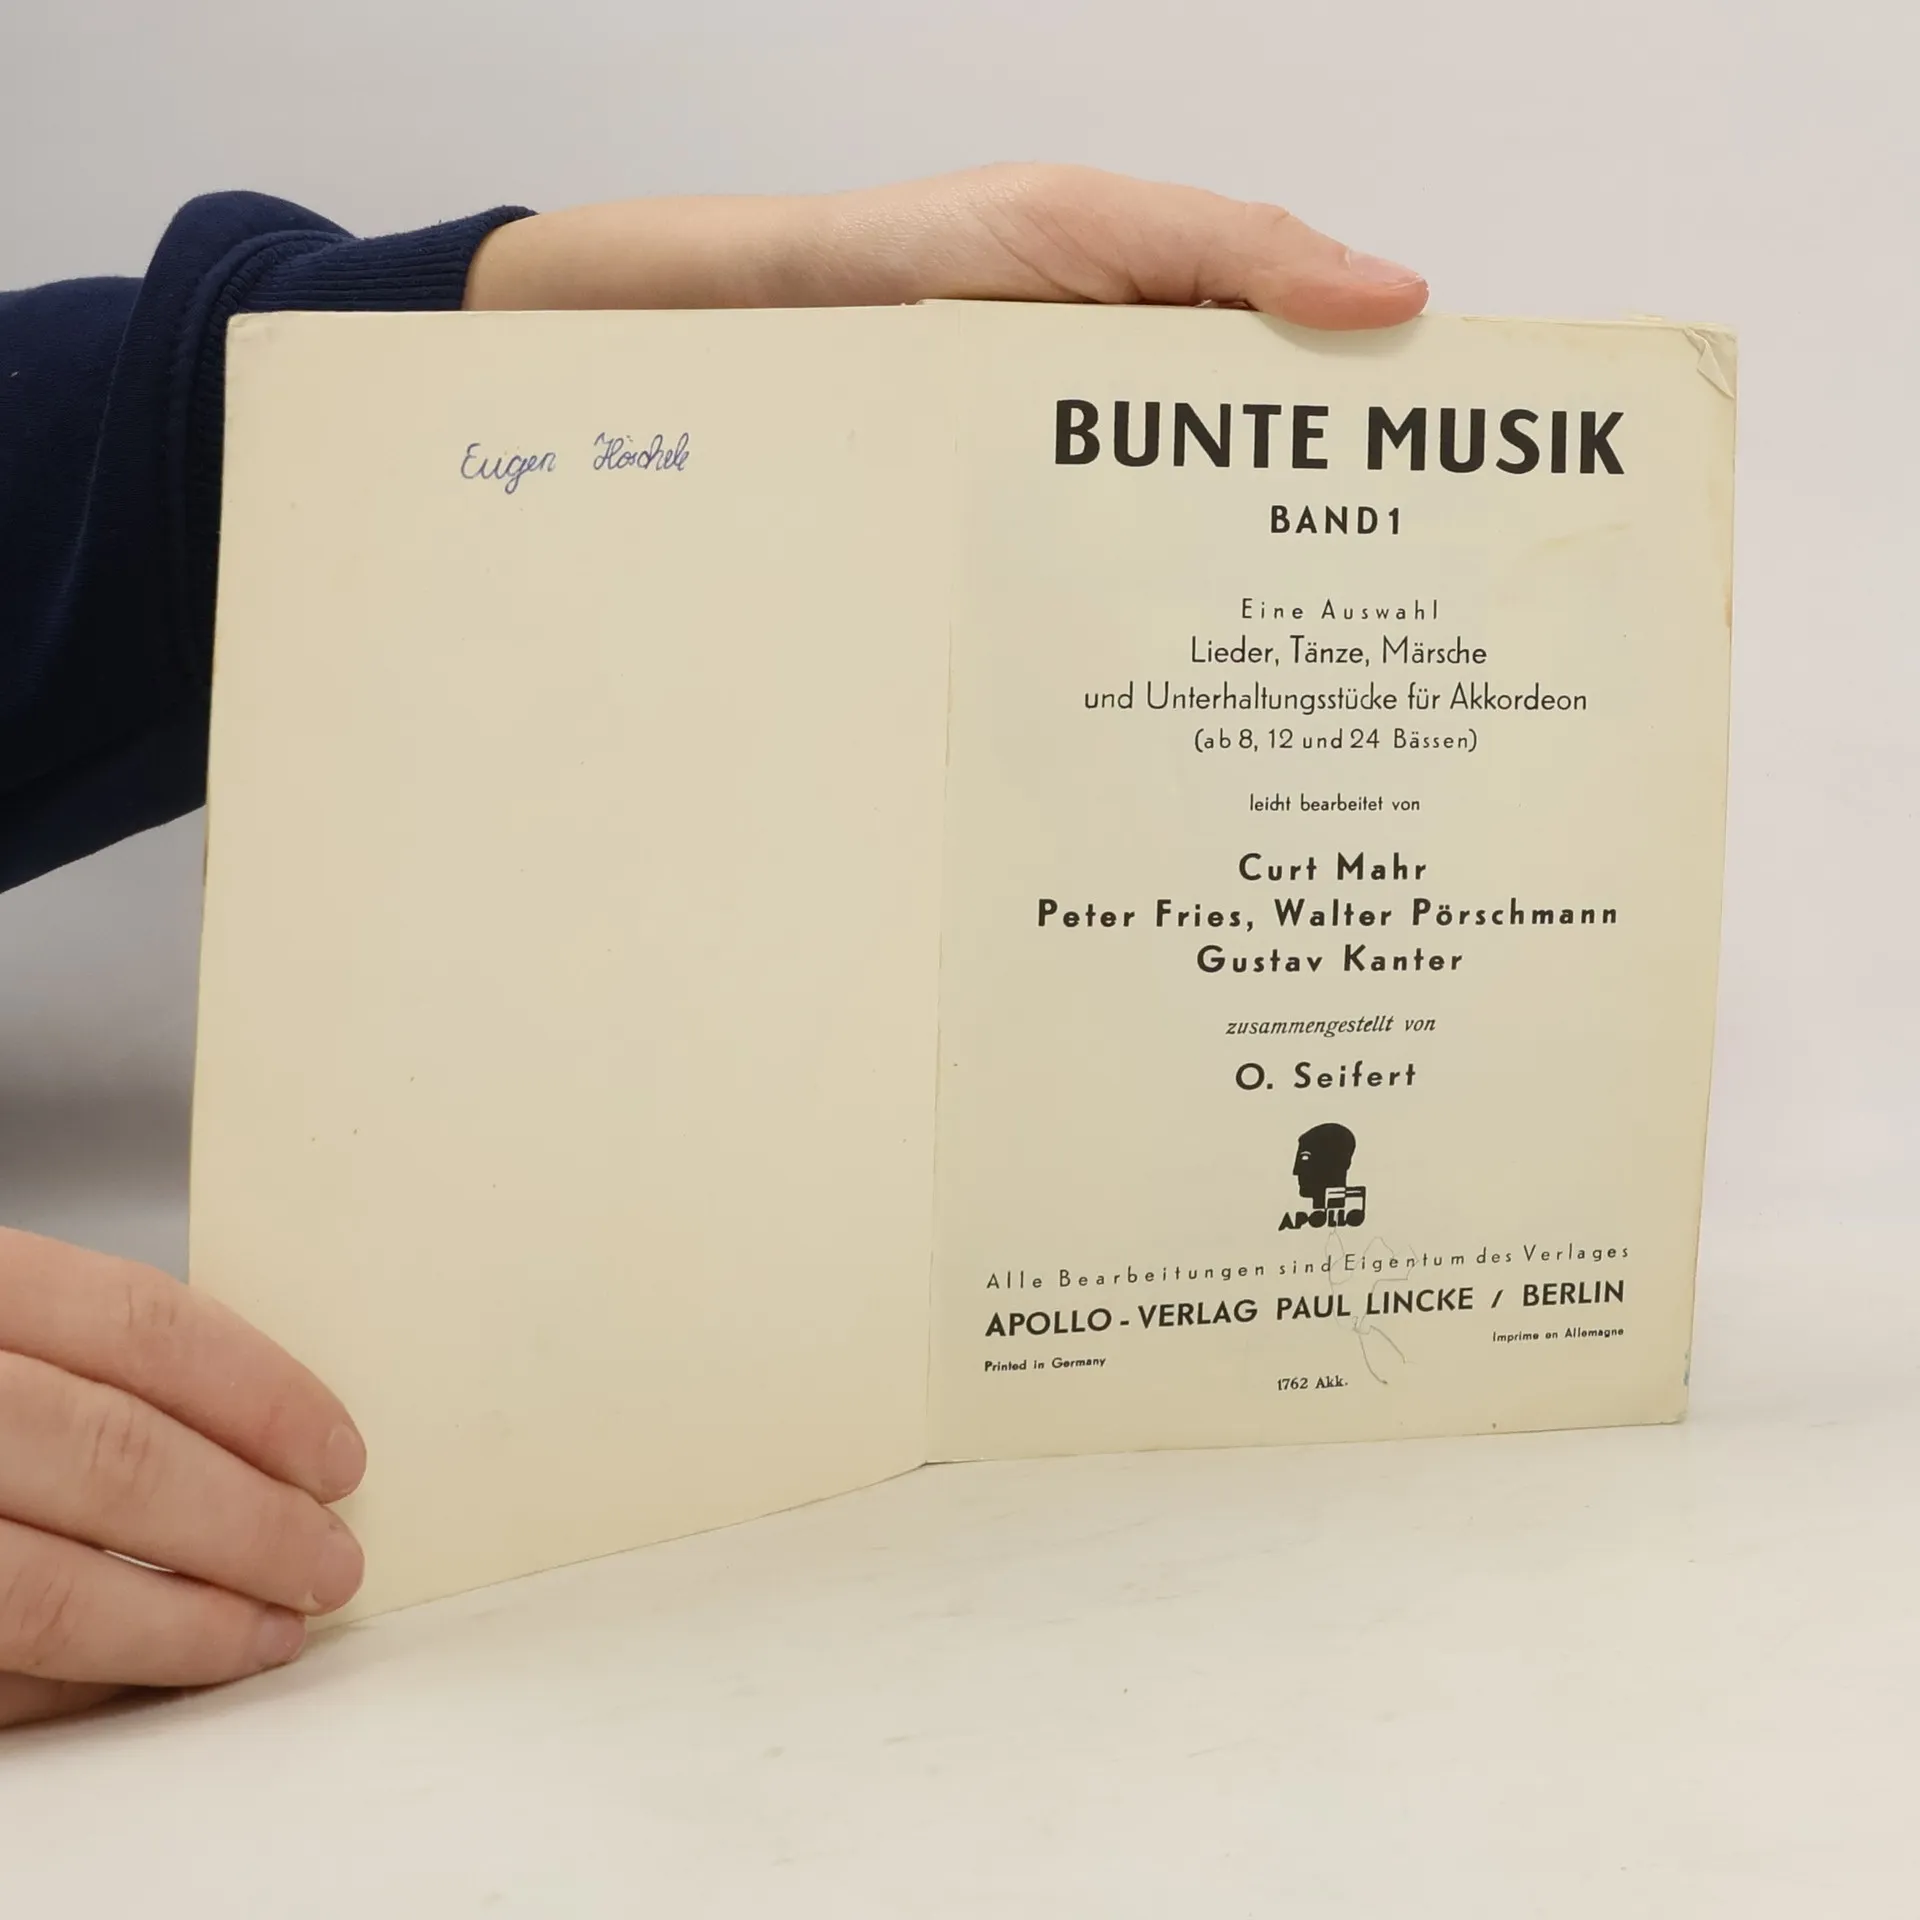 Eugen Höschele
BUNTE MUSIK
BAND 1
Eine Auswahl
Lieder, Tänze, Märsche
und Unterhaltungsstücke für Akkordeon
(ab 8, 12 und 24 Bässen)
leicht bearbeitet von
Curt Mahr
Peter Fries, Walter Pörschmann
Gustav Kanter
zusammengestellt von
O. Seifert
APOLLO
Alle Bearbeitungen sind Eigentum des Verlages
APOLLO-VERLAG PAUL LINCKE / BERLIN
Printed in Germany
Imprime en Allemagne
1762 Akk.